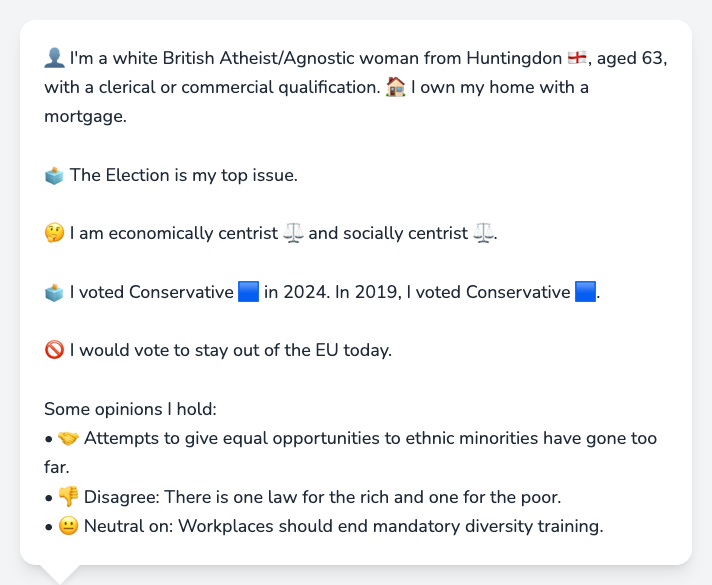 👤 I'm a white British Atheist/Agnostic woman from Huntingdon 🏴󠁧󠁢󠁥󠁮󠁧󠁿, aged 63,
with a clerical or commercial qualification. 🏠 I own my home with a
mortgage.
🗳️ The Election is my top issue.
🤔 I am economically centrist ⚖️ and socially centrist ⚖️.
🗳️ I voted Conservative 🟦 in 2024. In 2019, I voted Conservative 🟦.
🚫 I would vote to stay out of the EU today.
Some opinions I hold:
• 🤝 Attempts to give equal opportunities to ethnic minorities have gone too
far.
• 👎 Disagree: There is one law for the rich and one for the poor.
• 😐 Neutral on: Workplaces should end mandatory diversity training.